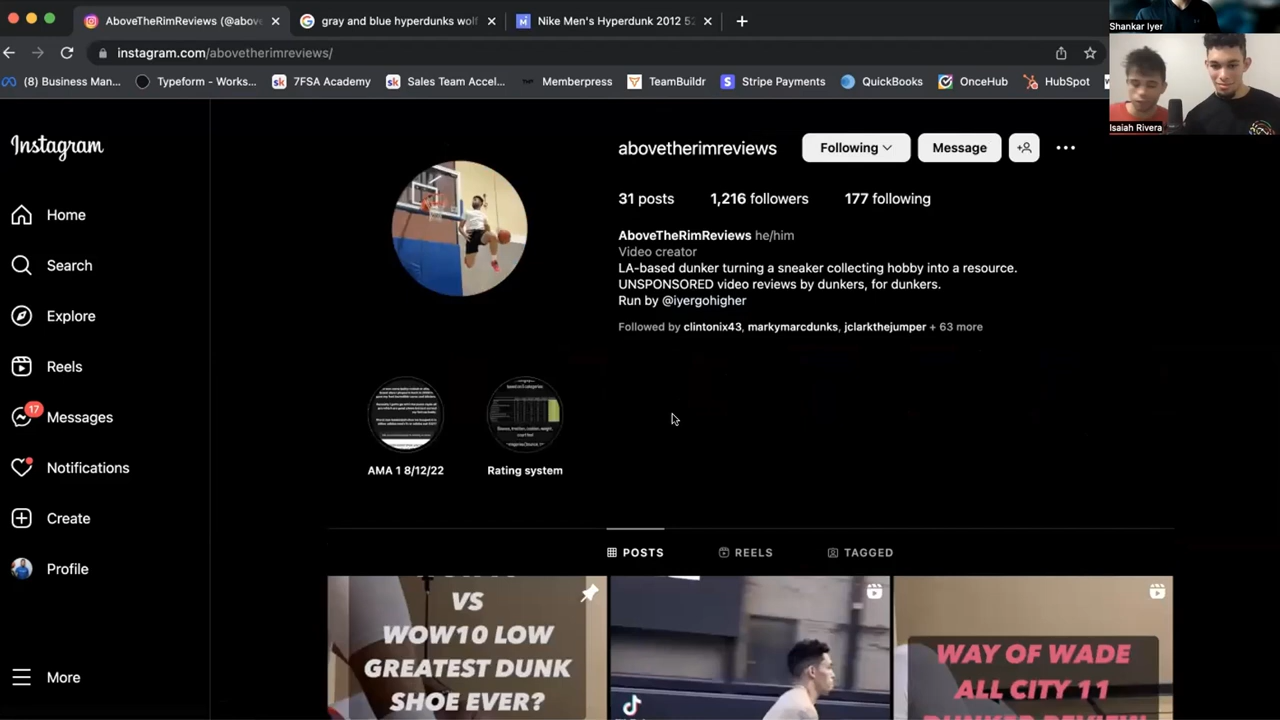 AboveTheRimReviews (@abov
gray and blue hyperdunks wolf
Nike Men's Hyperdunk 2012 52
Shankar Iyer
instagram.com/abovetherimreviews/
(8) Business Man...
Typeform - Works...
7FSA Academy
Sales Team Accel...
Memberpress
TeamBuildr
Stripe Payments
QuickBooks
OnceHub
HubSpot
Isaiah Rivera
Instagram
abovetherimreviews
Following
Message
31 posts
1,216 followers
177 following
AboveTheRimReviews he/him
Video creator
LA-based dunker turning a sneaker collecting hobby into a resource.
UNSPONSORED video reviews by dunkers, for dunkers.
Run by @iyergohigher
Followed by clintonix43, markymarcdunks, jclarkthejumper + 63 more
Home
Search
Explore
Reels
17
Messages
Notifications
Create
Profile
More
AMA 1 8/12/22
Rating system
POSTS
REELS
TAGGED
VS
WOW10 LOW
GREATEST DUNK
SHOE EVER?
WAY OF WADE
ALL CITY 11